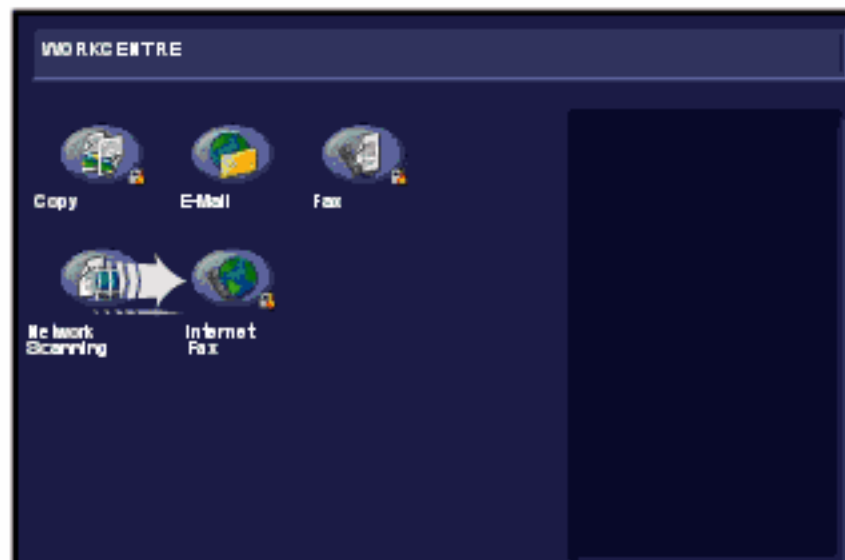 WORKCENTRE
Copy
E-Mail
Fax
Network
Scanning
Internet
Fax